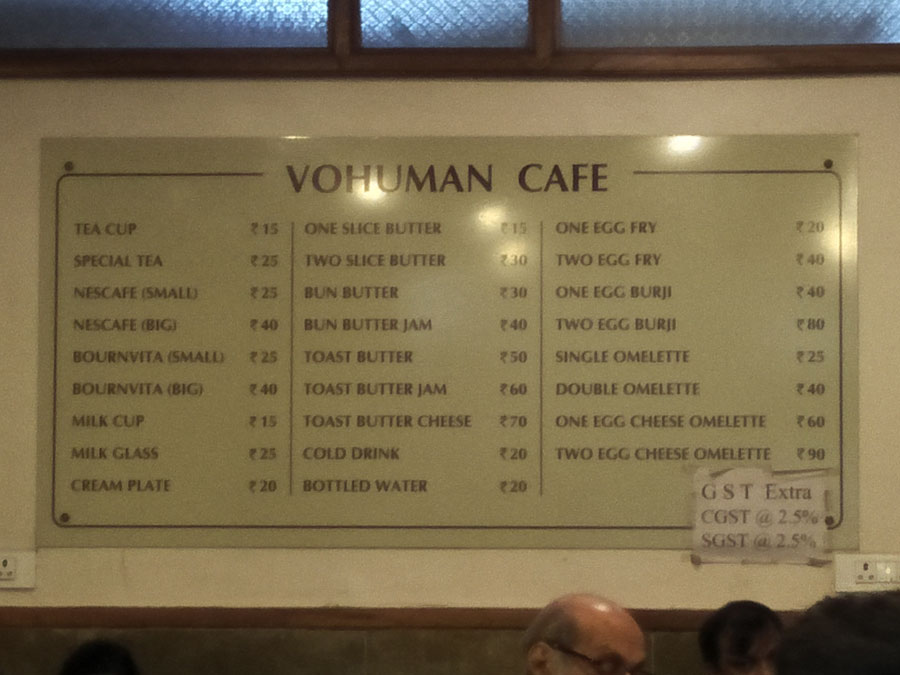 VOHUMAN CAFE
TEA CUP ₹ 15
SPECIAL TEA ₹ 25
NESCAFE (SMALL) ₹ 25
NESCAFE (BIG) ₹ 40
BOURNVITA (SMALL) ₹ 25
BOURNVITA (BIG) ₹ 40
MILK CUP ₹ 15
MILK GLASS ₹ 25
CREAM PLATE ₹ 20
ONE SLICE BUTTER ₹ 15
TWO SLICE BUTTER ₹ 30
BUN BUTTER ₹ 30
BUN BUTTER JAM ₹ 40
TOAST BUTTER ₹ 50
TOAST BUTTER JAM ₹ 60
TOAST BUTTER CHEESE ₹ 70
COLD DRINK ₹ 20
BOTTLED WATER ₹ 20
ONE EGG FRY ₹ 20
TWO EGG FRY ₹ 40
ONE EGG BURJI ₹ 40
TWO EGG BURJI ₹ 80
SINGLE OMELETTE ₹ 25
DOUBLE OMELETTE ₹ 40
ONE EGG CHEESE OMELETTE ₹ 60
TWO EGG CHEESE OMELETTE ₹ 90
G S T Extra
CGST @ 2.5%
SGST @ 2.5%